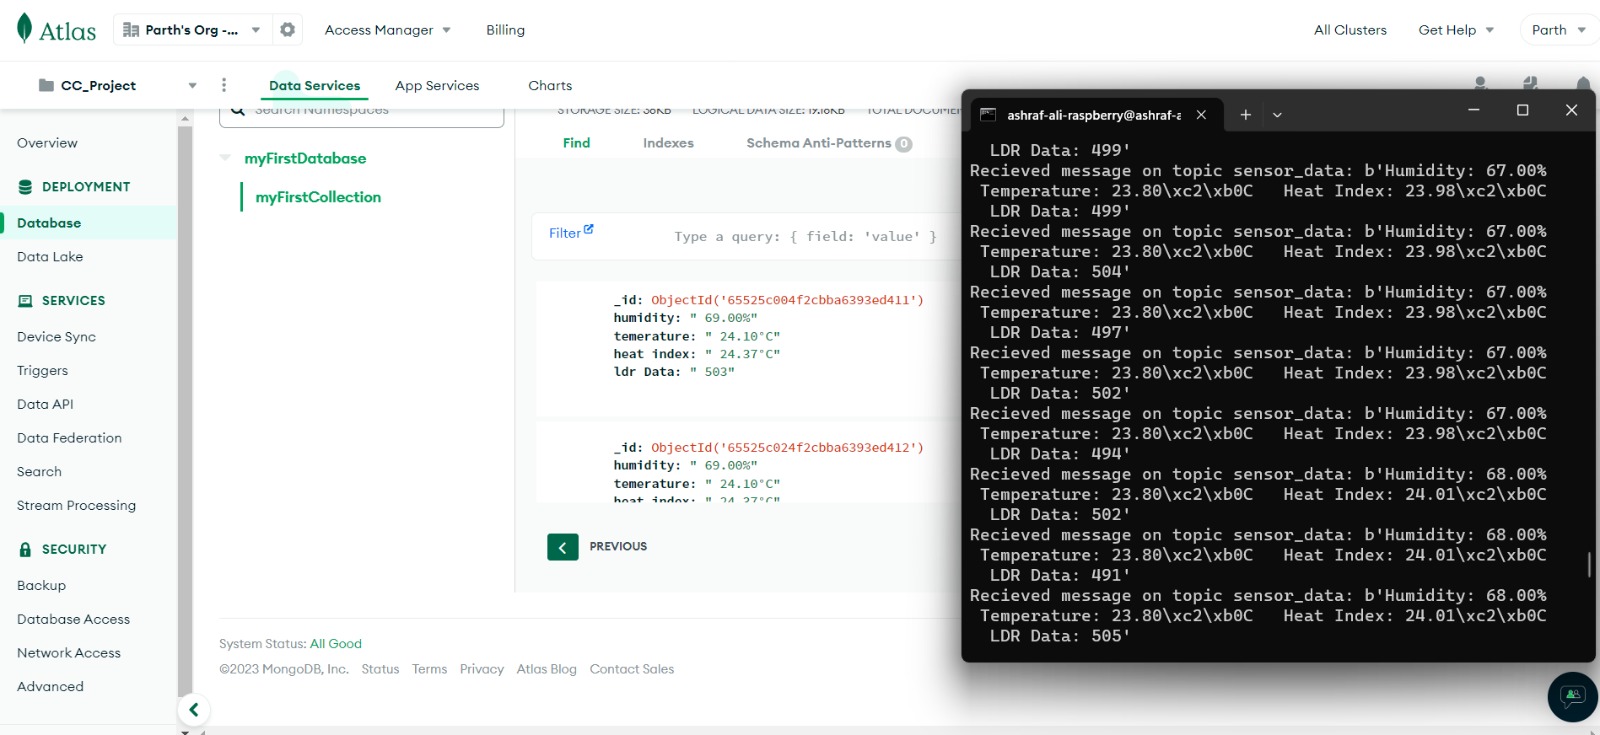 Atlas
Parth's Org -...
Access Manager
Billing
All Clusters
Get Help
Parth
CC_Project
Data Services
App Services
Charts
Overview
DEPLOYMENT
Database
Data Lake
SERVICES
Device Sync
Triggers
Data API
Data Federation
Search
Stream Processing
SECURITY
Backup
Database Access
Network Access
Advanced
Search Namespaces
myFirstDatabase
myFirstCollection
STORAGE SIZE: 36KB LOGICAL DATA SIZE: 19.18KB TOTAL DOCUMEN
Find
Indexes
Schema Anti-Patterns 0
Filter
Type a query: { field: 'value' }
_id: ObjectId('65525c004f2cbba6393ed411')
humidity: " 69.00%"
temerature: " 24.10°C"
heat index: " 24.37°C"
ldr Data: " 503"
_id: ObjectId('65525c024f2cbba6393ed412')
humidity: " 69.00%"
temerature: " 24.10°C"
heat index: " 24.37°C"
PREVIOUS
System Status: All Good
©2023 MongoDB, Inc. Status Terms Privacy Atlas Blog Contact Sales
ashraf-ali-raspberry@ashraf-a
LDR Data: 499'
Recieved message on topic sensor_data: b'Humidity: 67.00%
Temperature: 23.80\xc2\xb0C Heat Index: 23.98\xc2\xb0C
LDR Data: 499'
Recieved message on topic sensor_data: b'Humidity: 67.00%
Temperature: 23.80\xc2\xb0C Heat Index: 23.98\xc2\xb0C
LDR Data: 504'
Recieved message on topic sensor_data: b'Humidity: 67.00%
Temperature: 23.80\xc2\xb0C Heat Index: 23.98\xc2\xb0C
LDR Data: 497'
Recieved message on topic sensor_data: b'Humidity: 67.00%
Temperature: 23.80\xc2\xb0C Heat Index: 23.98\xc2\xb0C
LDR Data: 502'
Recieved message on topic sensor_data: b'Humidity: 67.00%
Temperature: 23.80\xc2\xb0C Heat Index: 23.98\xc2\xb0C
LDR Data: 494'
Recieved message on topic sensor_data: b'Humidity: 68.00%
Temperature: 23.80\xc2\xb0C Heat Index: 24.01\xc2\xb0C
LDR Data: 502'
Recieved message on topic sensor_data: b'Humidity: 68.00%
Temperature: 23.80\xc2\xb0C Heat Index: 24.01\xc2\xb0C
LDR Data: 491'
Recieved message on topic sensor_data: b'Humidity: 68.00%
Temperature: 23.80\xc2\xb0C Heat Index: 24.01\xc2\xb0C
LDR Data: 505'